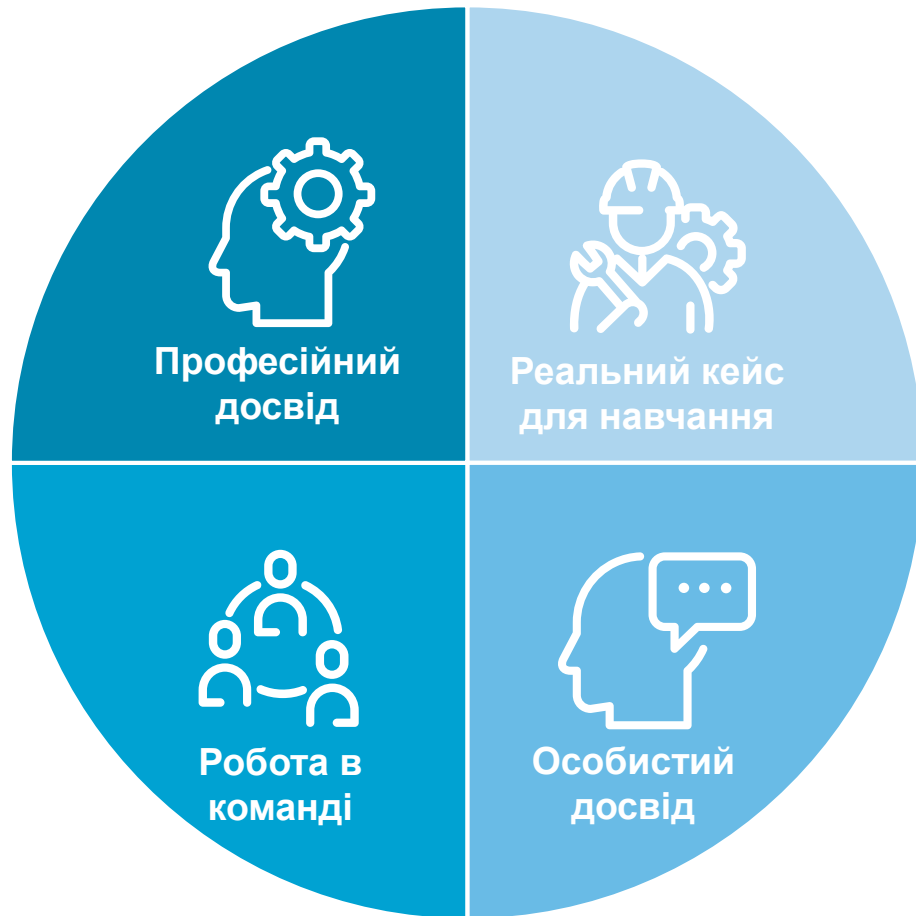 Професійний
досвід
Реальний кейс
для навчання
Робота в
команді
Особистий
досвід